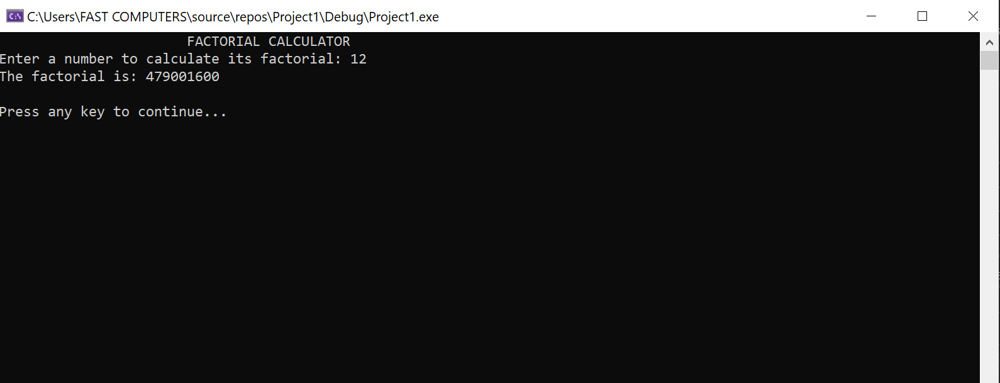 C:\Users\FAST COMPUTERS\source\repos\Project1\Debug\Project1.exe
FACTORIAL CALCULATOR
Enter a number to calculate its factorial: 12
The factorial is: 479001600
Press any key to continue...